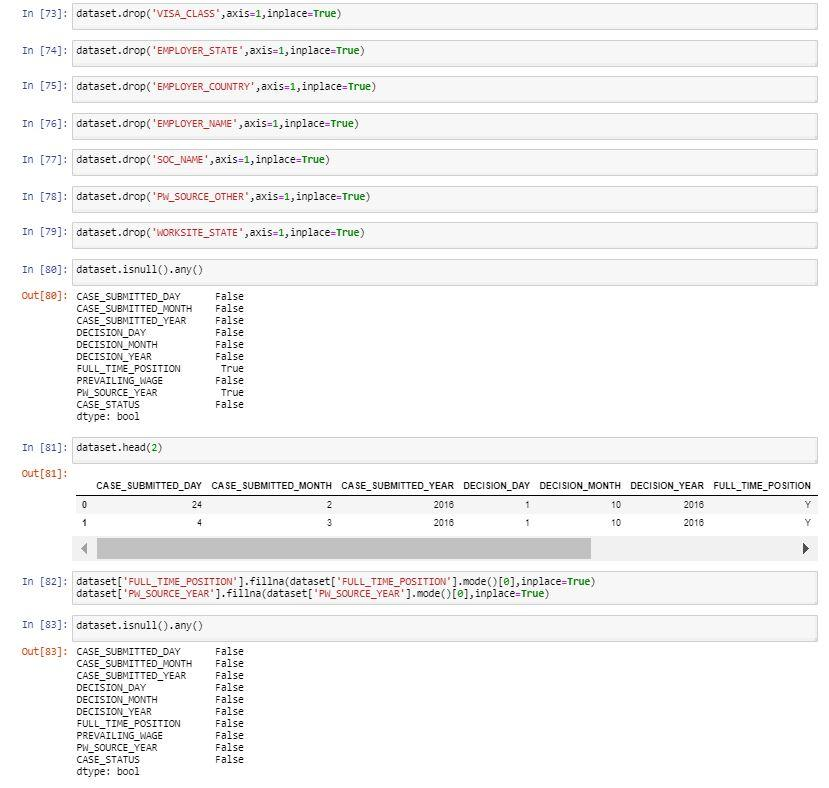 In [73]: dataset.drop('VISA_CLASS',axis=1,inplace=True)
In [74]: dataset.drop('EMPLOYER_STATE',axis=1,inplace=True)
In [75]: dataset.drop('EMPLOYER_COUNTRY',axis=1,inplace=True)
In [76]: dataset.drop('EMPLOYER_NAME',axis=1,inplace=True)
In [77]: dataset.drop('SOC_NAME',axis=1,inplace=True)
In [78]: dataset.drop('PW_SOURCE_OTHER',axis=1,inplace=True)
In [79]: dataset.drop('WORKSITE_STATE',axis=1,inplace=True)
In [80]: dataset.isnull().any()
Out[80]: CASE_SUBMITTED_DAY False
CASE_SUBMITTED_MONTH False
CASE_SUBMITTED_YEAR False
DECISION_DAY False
DECISION_MONTH False
DECISION_YEAR False
FULL_TIME_POSITION True
PREVAILING_WAGE False
PW_SOURCE_YEAR True
CASE_STATUS False
dtype: bool
In [81]: dataset.head(2)
Out[81]:
CASE_SUBMITTED_DAY CASE_SUBMITTED_MONTH CASE_SUBMITTED_YEAR DECISION_DAY DECISION_MONTH DECISION_YEAR FULL_TIME_POSITION
0 24 2 2016 1 10 2016 Y
1 4 3 2016 1 10 2016 Y
In [82]: dataset['FULL_TIME_POSITION'].fillna(dataset['FULL_TIME_POSITION'].mode()[0],inplace=True)
dataset['PW_SOURCE_YEAR'].fillna(dataset['PW_SOURCE_YEAR'].mode()[0],inplace=True)
In [83]: dataset.isnull().any()
Out[83]: CASE_SUBMITTED_DAY False
CASE_SUBMITTED_MONTH False
CASE_SUBMITTED_YEAR False
DECISION_DAY False
DECISION_MONTH False
DECISION_YEAR False
FULL_TIME_POSITION False
PREVAILING_WAGE False
PW_SOURCE_YEAR False
CASE_STATUS False
dtype: bool